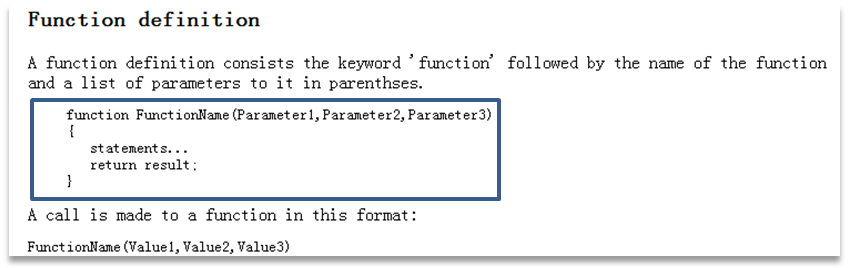 Function definition
A function definition consists the keyword 'function' followed by the name of the function
and a list of parameters to it in parenthses.
function FunctionName(Parameter1,Parameter2,Parameter3)
{
statements...
return result;
}
A call is made to a function in this format:
FunctionName(Value1,Value2,Value3)